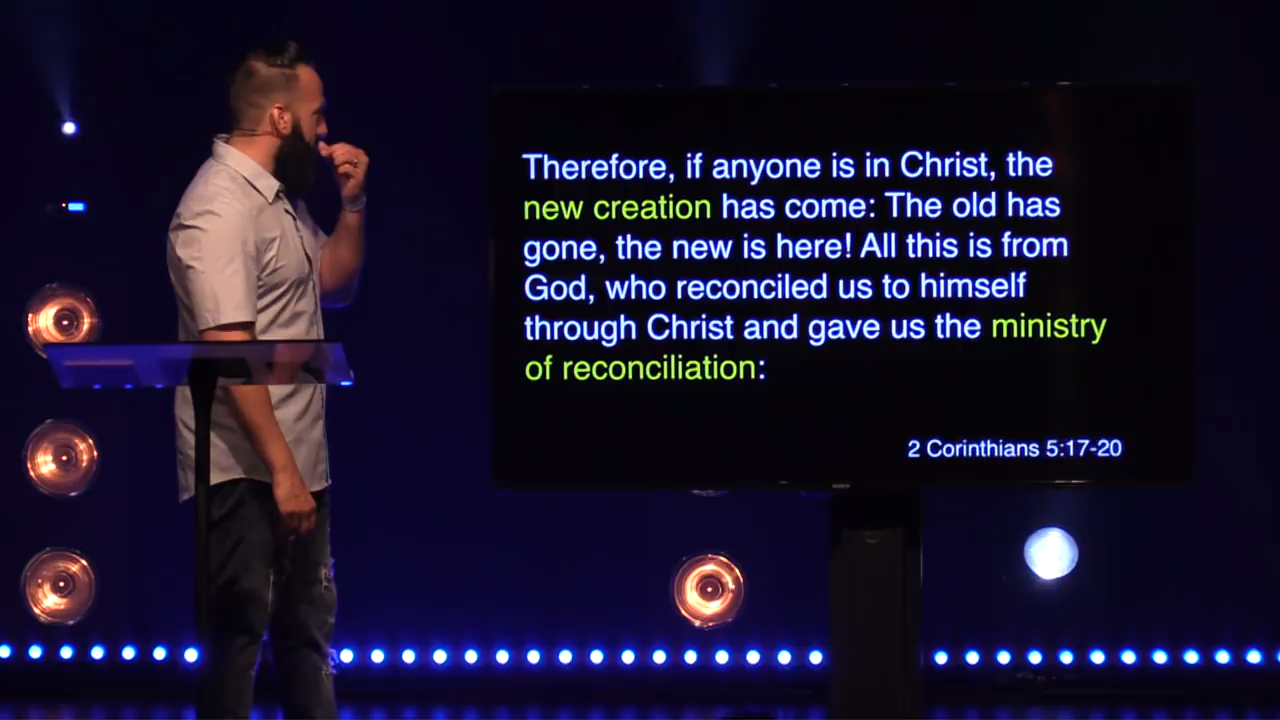 Therefore, if anyone is in Christ, the
new creation has come: The old has
gone, the new is here! All this is from
God, who reconciled us to himself
through Christ and gave us the ministry
of reconciliation:
2 Corinthians 5:17-20